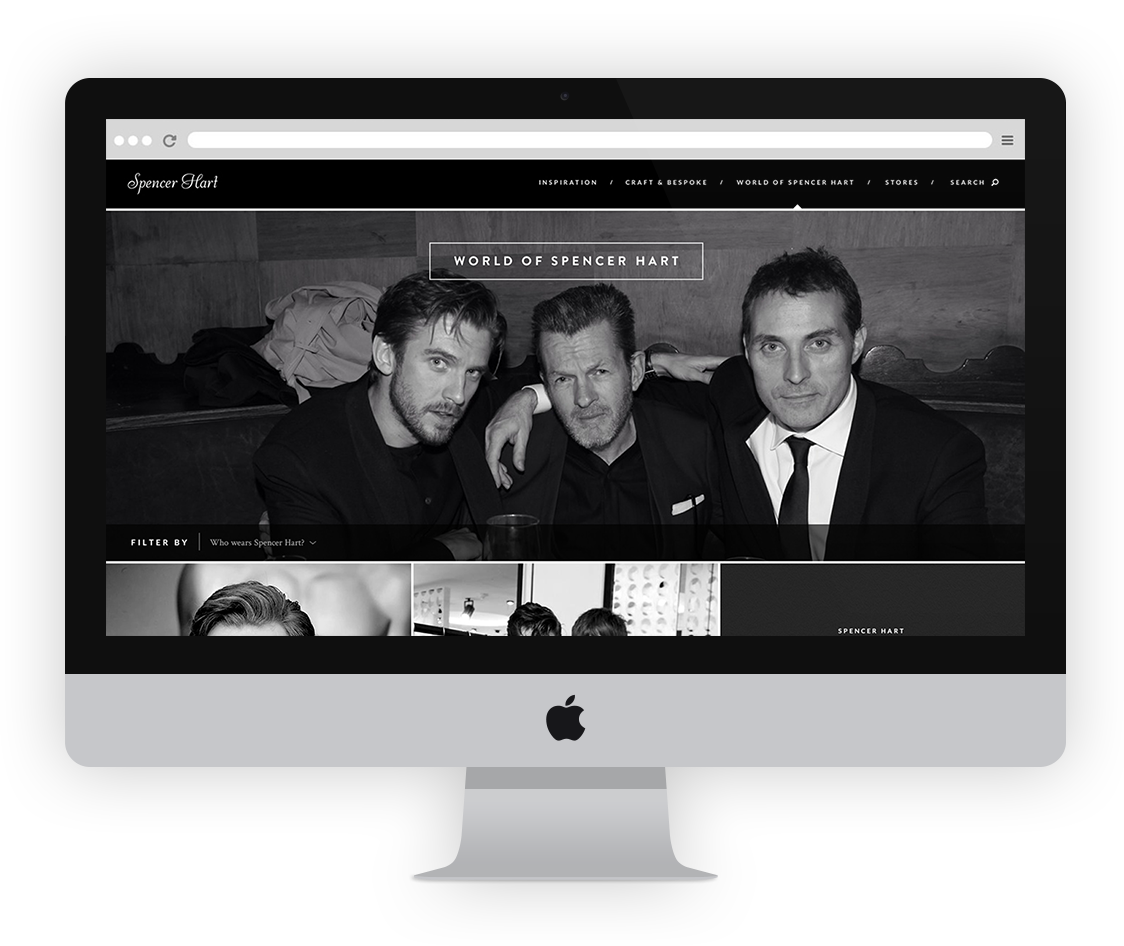 Spencer Hart
INSPIRATION / CRAFT & BESPOKE / WORLD OF SPENCER HART / STORES / SEARCH
WORLD OF SPENCER HART
FILTER BY Who wears Spencer Hart?
SPENCER HART